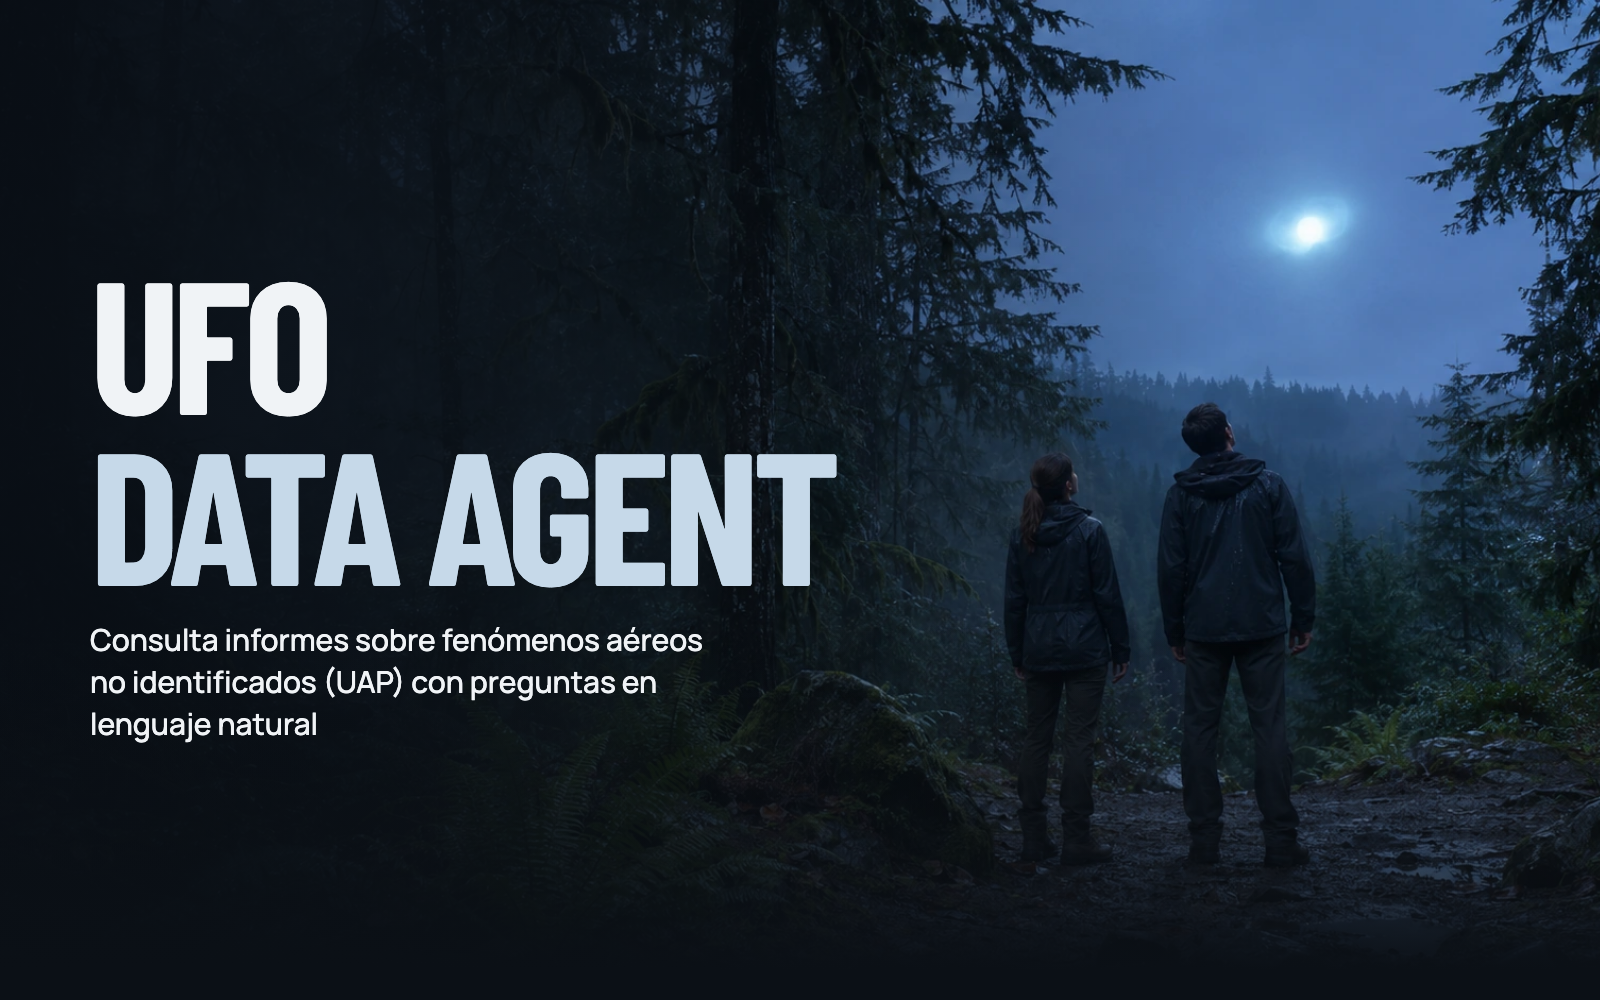 UFO
DATA AGENT
Consulta informes sobre fenómenos aéreos
no identificados (UAP) con preguntas en
lenguaje natural